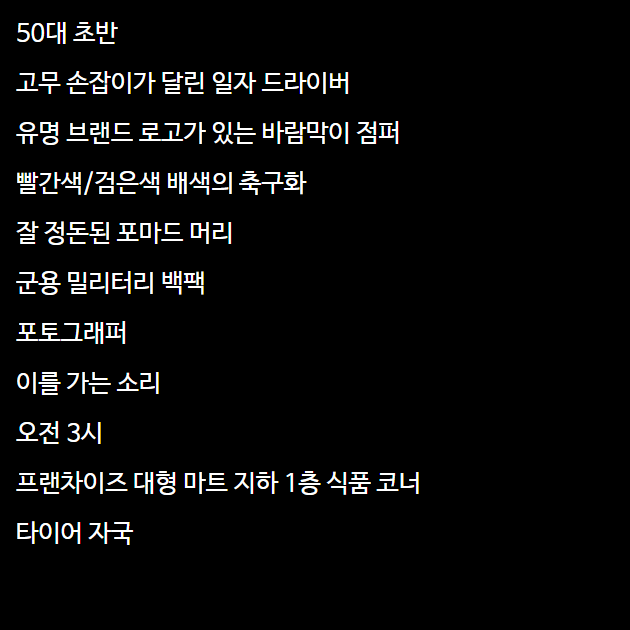 50대 초반
고무 손잡이가 달린 일자 드라이버
유명 브랜드 로고가 있는 바람막이 점퍼
빨간색/검은색 배색의 축구화
잘 정돈된 포마드 머리
군용 밀리터리 백팩
포토그래퍼
이를 가는 소리
오전 3시
프랜차이즈 대형 마트 지하 1층 식품 코너
타이어 자국